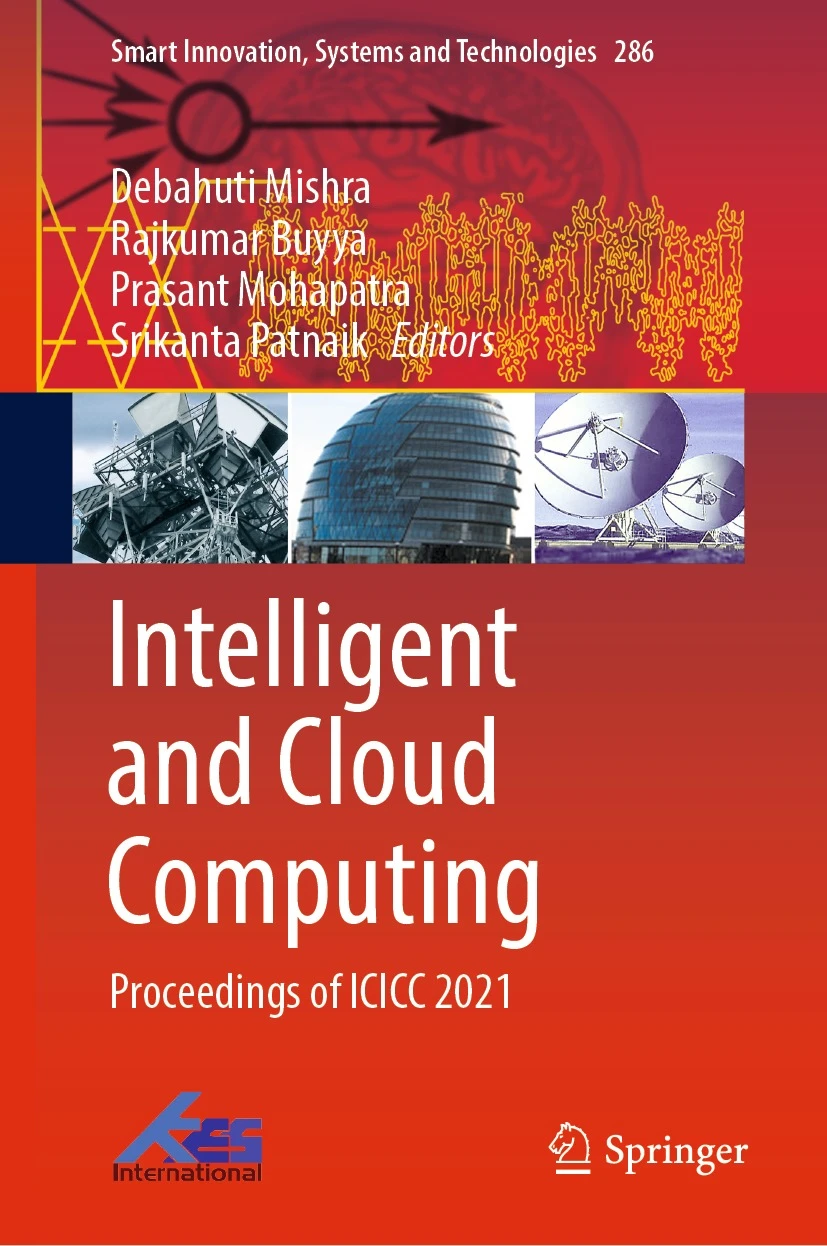 Smart Innovation, Systems and Technologies 286
Debahuti Mishra
Rajkumar Buyya
Prasant Mohapatra
Srikanta Patnaik Editors
Intelligent
and Cloud
Computing
Proceedings of ICICC 2021
KES
International
Springer